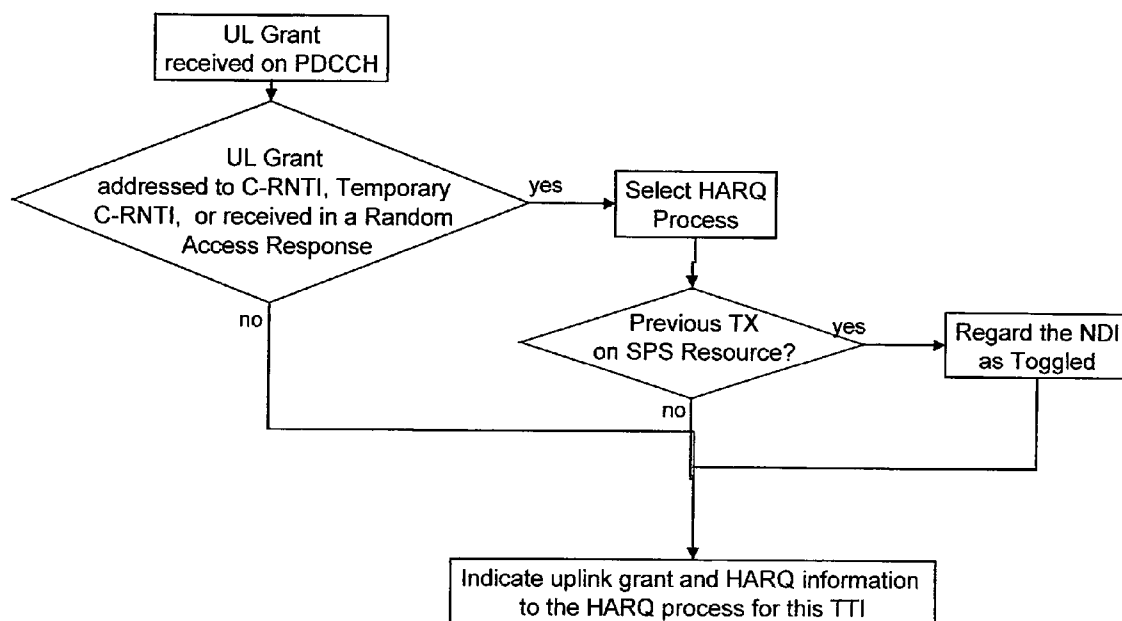 UL Grant
received on PDCCH
UL Grant
addressed to C-RNTI, Temporary
C-RNTI, or received in a Random
Access Response
yes
Select HARQ
Process
no
Previous TX
on SPS Resource?
yes
Regard the NDI
as Toggled
no
Indicate uplink grant and HARQ information
to the HARQ process for this TTI